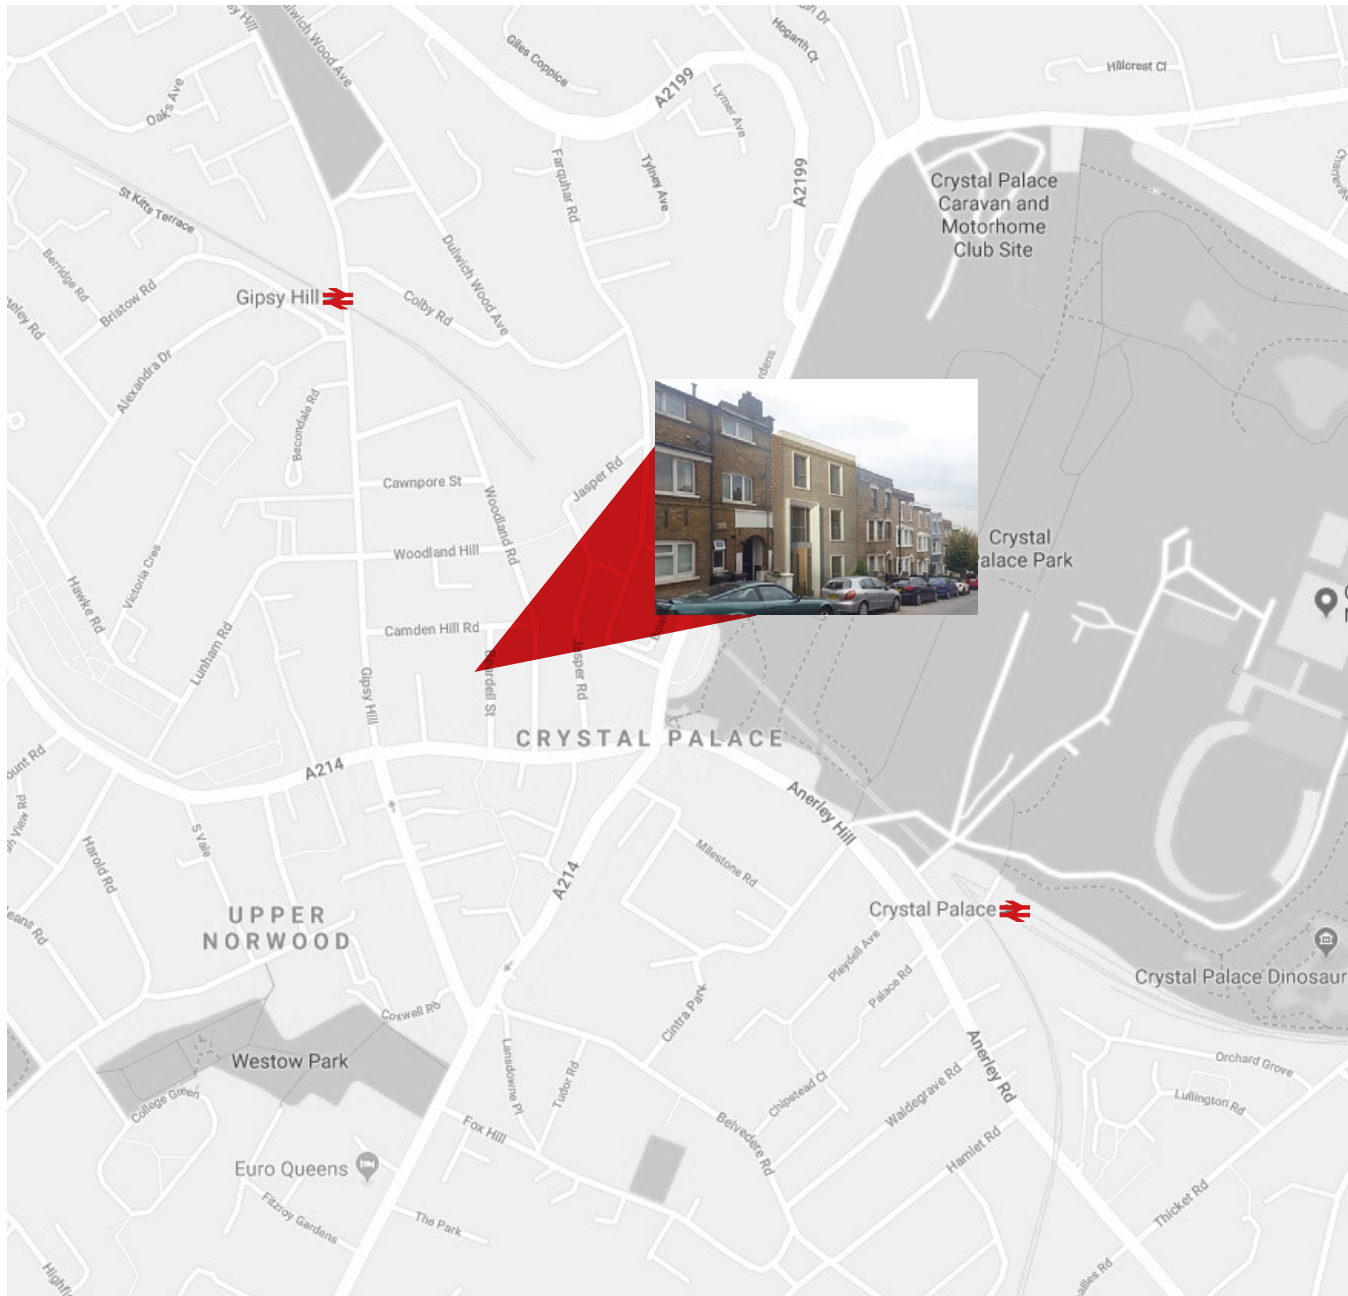 Dulwich Wood Ave
Giles Coppice
Hogarth Ct
Hillcrest Cl
A2199
Oaks Ave
Lymer Ave
Farquhar Rd
Tylney Ave
A2199
Crystal Palace
Caravan and
Motorhome
Club Site
St Kitts Terrace
Berridge Rd
Dulwich Wood Ave
Bristow Rd
Gipsy Hill
Colby Rd
Alexandra Dr
Becondale Rd
Jasper Rd
Cawnpore St
Woodland Rd
Crystal
alace Park
Woodland Hill
Victoria Cres
Hawke Rd
Lunham Rd
Camden Hill Rd
Jasper Rd
Gipsy Hill
CRYSTAL PALACE
A214
Anerley Hill
S Vale
Harold Rd
Milestone Rd
A214
UPPER
NORWOOD
Crystal Palace
Pleydell Ave
Palace Rd
Crystal Palace Dinosaur
Coxwell Rd
Cintra Park
Westow Park
Lansdowne Pl
Tudor Rd
Anerley Rd
Orchard Grove
College Green
Chipstead Cl
Waldegrave Rd
Lullington Rd
Fox Hill
Belvedere Rd
Hamlet Rd
Euro Queens
Fitzroy Gardens
The Park
Thicket Rd